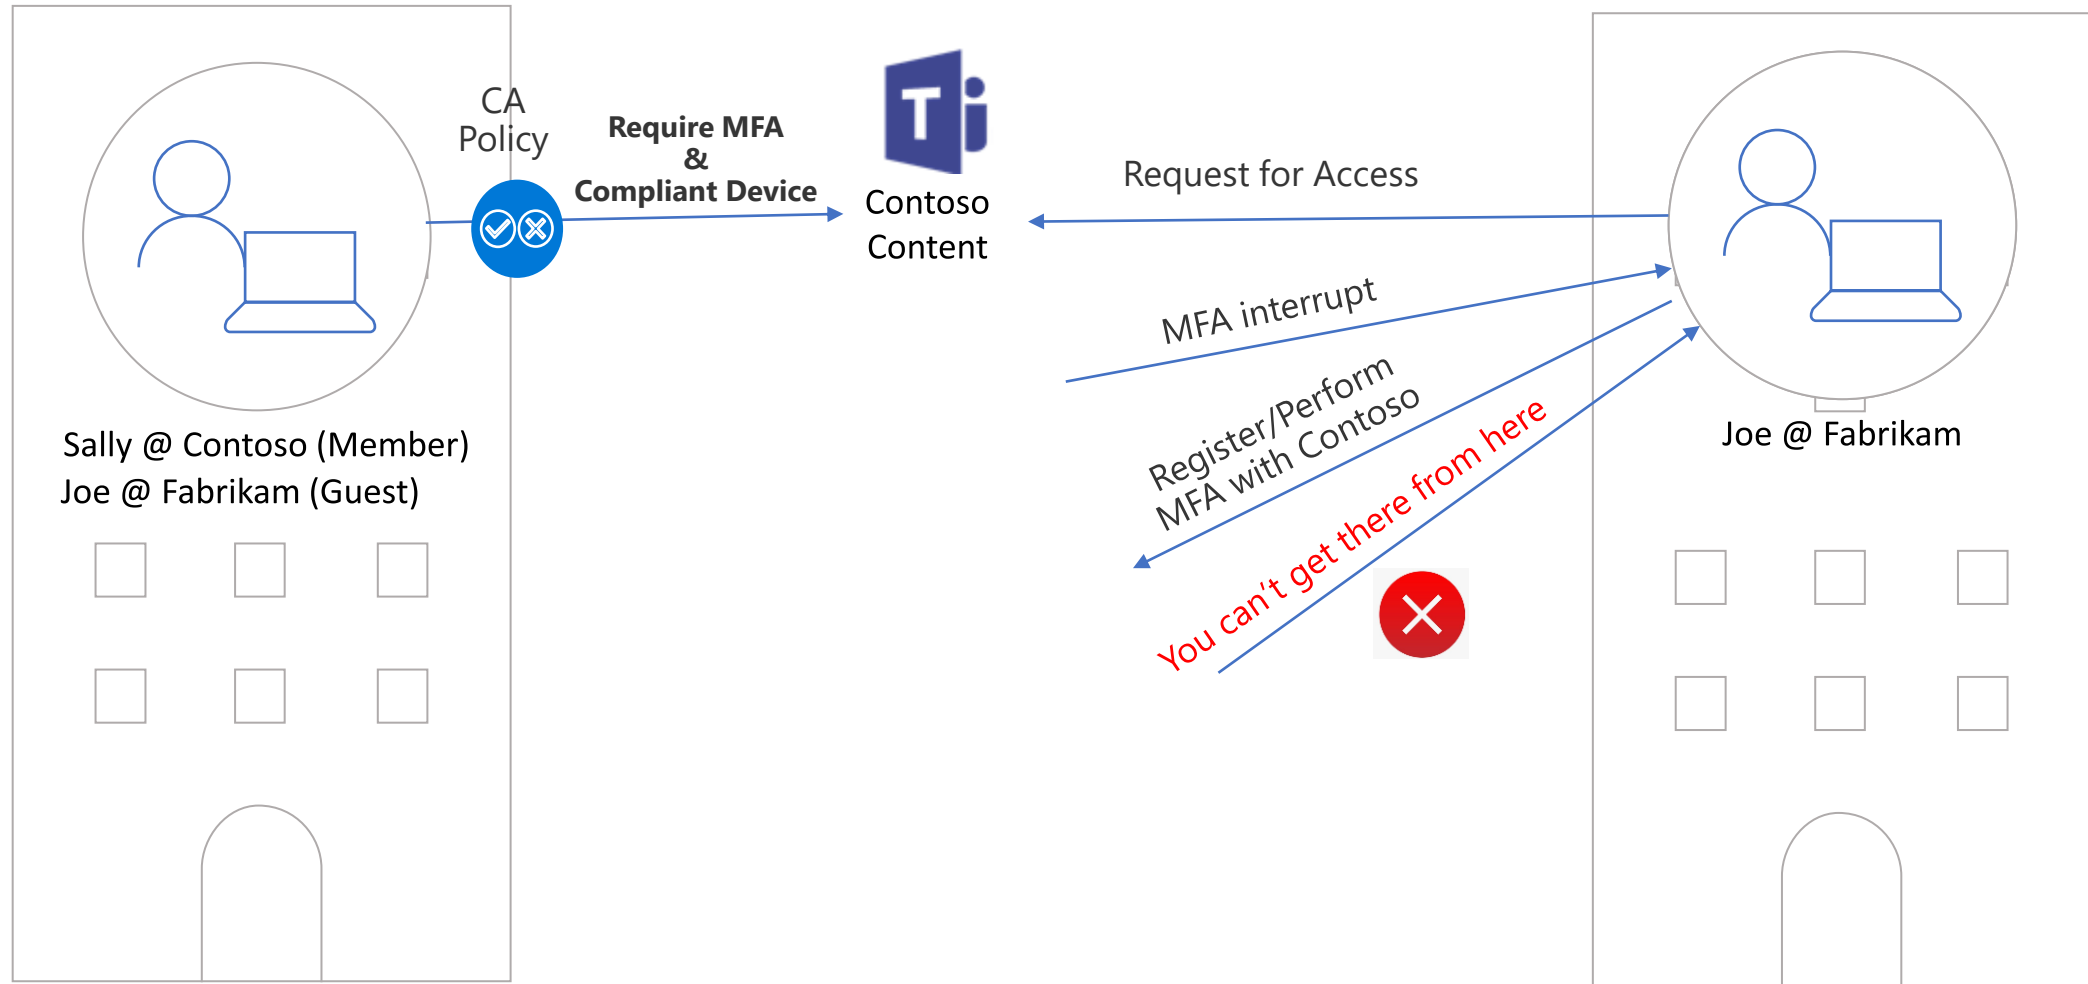 CA
Policy
Require MFA
&
Compliant Device
T
Contoso
Content
Request for Access
MFA interrupt
Register/Perform
MFA with Contoso
You can't get there from here
Sally @ Contoso (Member)
Joe @ Fabrikam (Guest)
Joe @ Fabrikam